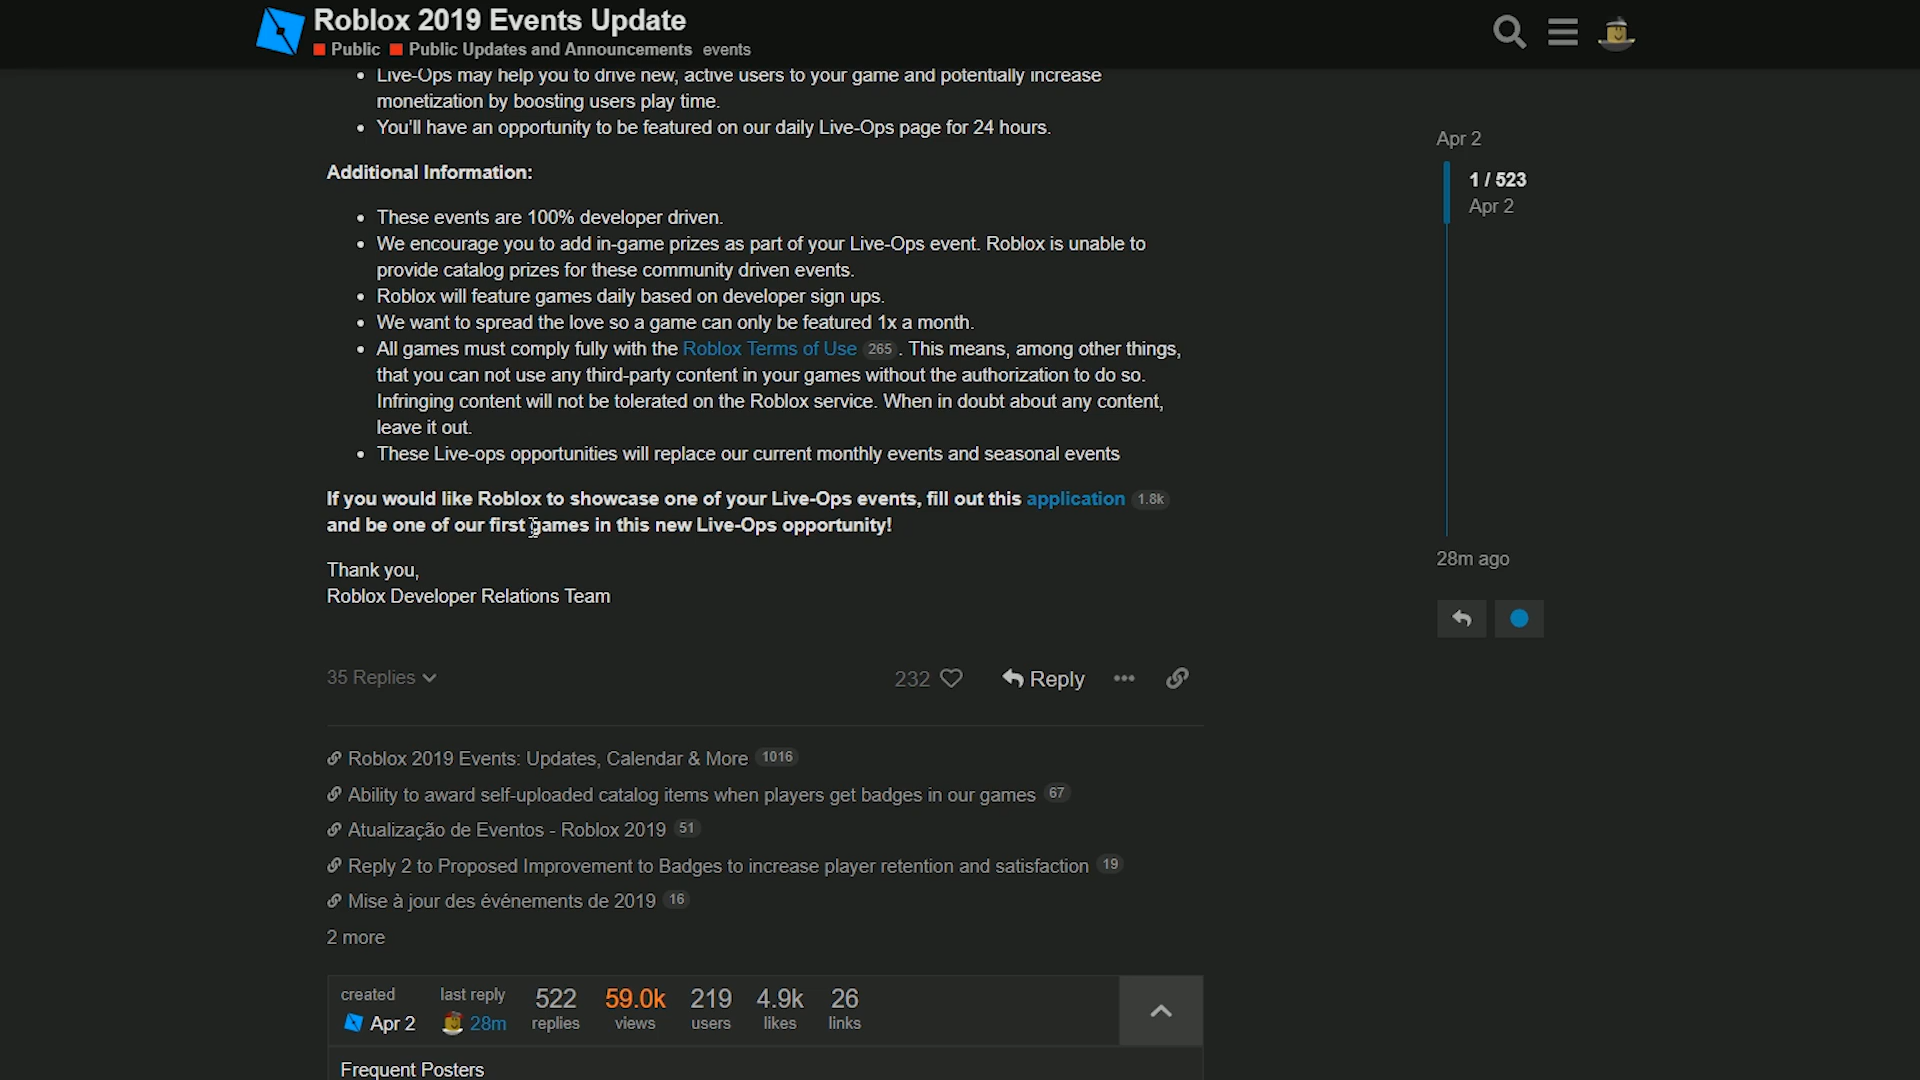 Roblox 2019 Events Update
Public Public Updates and Announcements events
• Live-Ops may help you to drive new, active users to your game and potentially increase
monetization by boosting users play time.
• You'll have an opportunity to be featured on our daily Live-Ops page for 24 hours.
Additional Information:
• These events are 100% developer driven.
• We encourage you to add in-game prizes as part of your Live-Ops event. Roblox is unable to
provide catalog prizes for these community driven events.
• Roblox will feature games daily based on developer sign ups.
• We want to spread the love so a game can only be featured 1x a month.
• All games must comply fully with the Roblox Terms of Use 265 . This means, among other things,
that you can not use any third-party content in your games without the authorization to do so.
Infringing content will not be tolerated on the Roblox service. When in doubt about any content,
leave it out.
• These Live-ops opportunities will replace our current monthly events and seasonal events
If you would like Roblox to showcase one of your Live-Ops events, fill out this application 1.8k
and be one of our first games in this new Live-Ops opportunity!
Thank you,
Roblox Developer Relations Team
35 Replies
232
Reply
Roblox 2019 Events: Updates, Calendar & More 1016
Ability to award self-uploaded catalog items when players get badges in our games 67
Atualização de Eventos - Roblox 2019 51
Reply 2 to Proposed Improvement to Badges to increase player retention and satisfaction 19
Mise à jour des événements de 2019 16
2 more
created last reply 522 59.0k 219 4.9k 26
Apr 2 28m replies views users likes links
Frequent Posters
Apr 2
1 / 523
Apr 2
28m ago